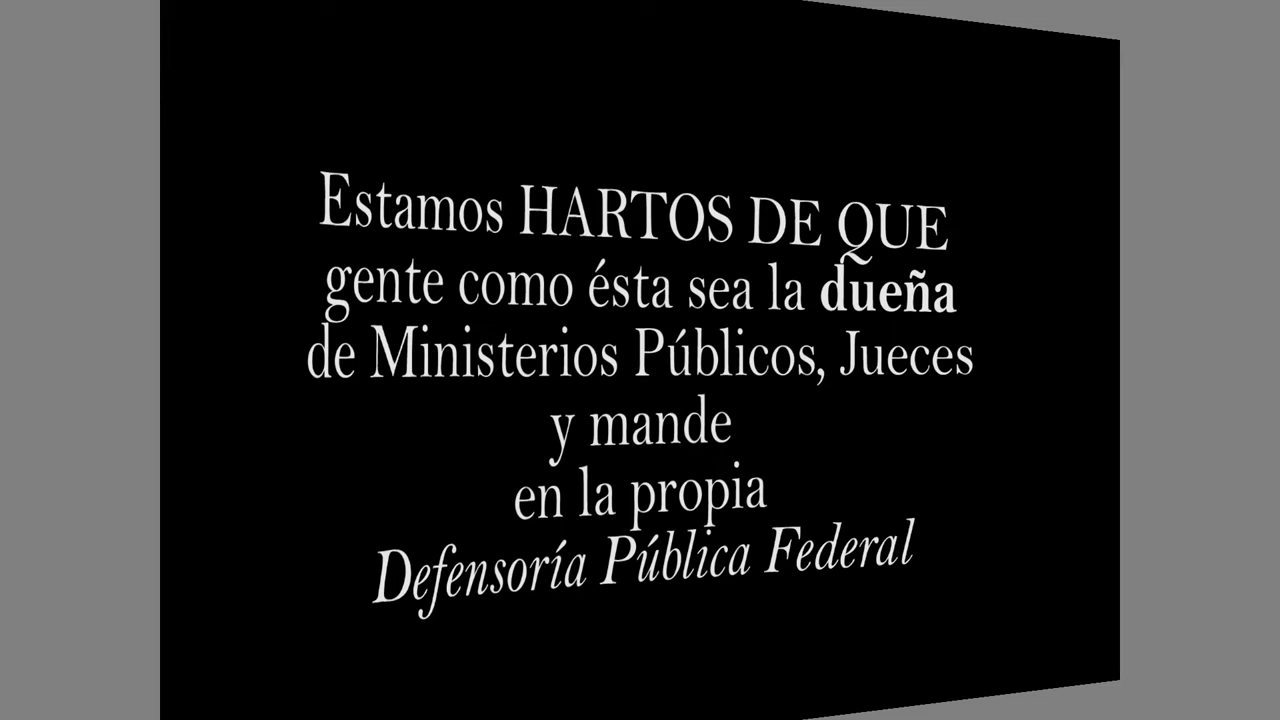 Estamos HARTOS DE QUE
gente como ésta sea la dueña
de Ministerios Públicos, Jueces
y mande
en la propia
Defensoría Pública Federal